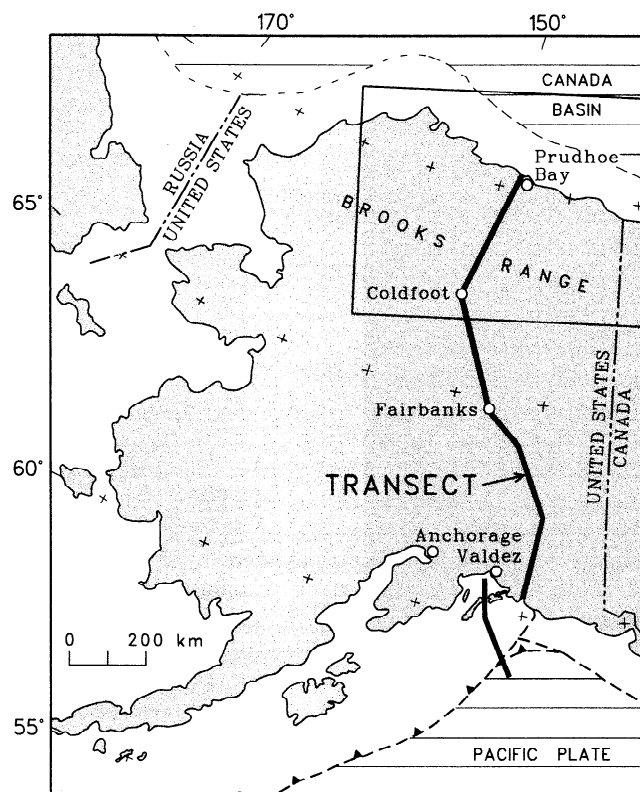 170°
150°
CANADA
BASIN
RUSSIA
UNITED STATES
Prudhoe
Bay
65°
BROOKS
RANGE
Coldfoot
UNITED STATES
CANADA
Fairbanks
60°
TRANSECT
Anchorage
Valdez
0 200 km
55°
PACIFIC PLATE